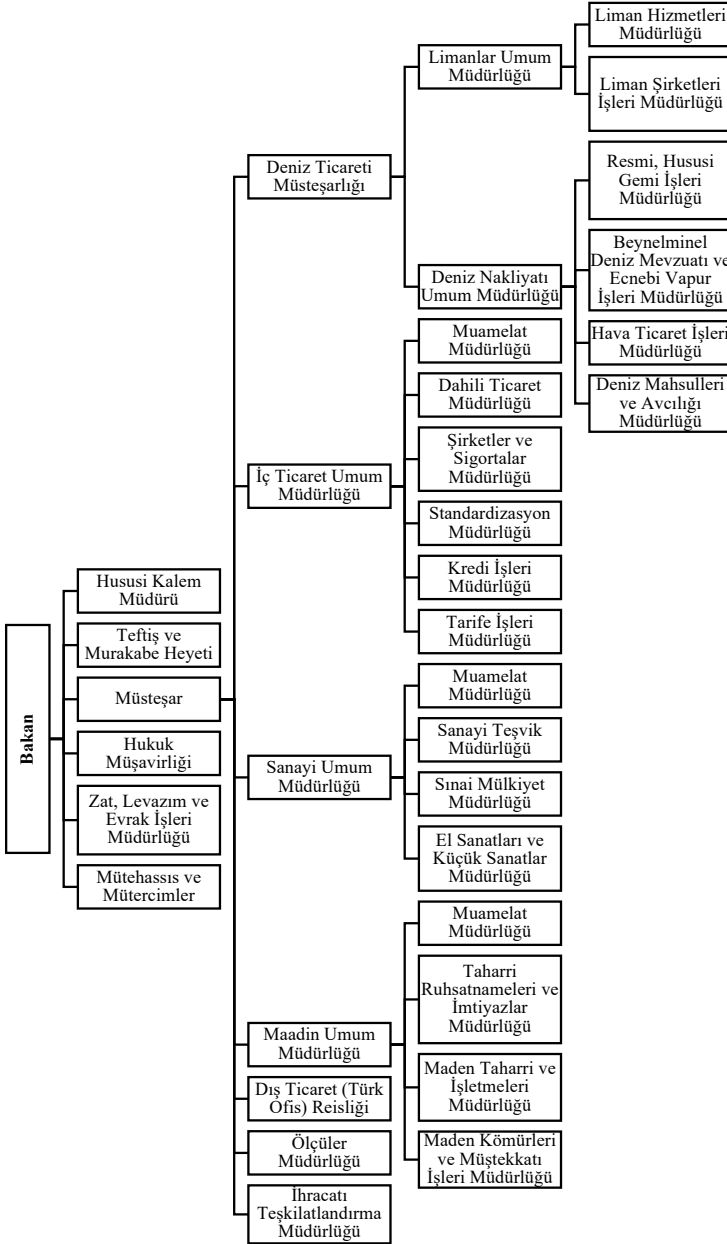 Bakan
Hususi Kalem
Müdürü
Teftiş ve
Murakabe Heyeti
Müsteşar
Hukuk
Müşavirliği
Zat, Levazım ve
Evrak İşleri
Müdürlüğü
Mütehassıs ve
Mütercimler
Deniz Ticareti
Müsteşarlığı
Limanlar Umum
Müdürlüğü
Liman Hizmetleri
Müdürlüğü
Liman Şirketleri
İşleri Müdürlüğü
Deniz Nakliyatı
Umum Müdürlüğü
Resmi, Hususi
Gemi İşleri
Müdürlüğü
Beynelminel
Deniz Mevzuatı ve
Ecnebi Vapur
İşleri Müdürlüğü
Hava Ticaret İşleri
Müdürlüğü
Deniz Mahsulleri
ve Avcılığı
Müdürlüğü
İç Ticaret Umum
Müdürlüğü
Muamelat
Müdürlüğü
Dahili Ticaret
Müdürlüğü
Şirketler ve
Sigortalar
Müdürlüğü
Standardizasyon
Müdürlüğü
Kredi İşleri
Müdürlüğü
Tarife İşleri
Müdürlüğü
Sanayi Umum
Müdürlüğü
Muamelat
Müdürlüğü
Sanayi Teşvik
Müdürlüğü
Sınai Mülkiyet
Müdürlüğü
El Sanatları ve
Küçük Sanatlar
Müdürlüğü
Maadin Umum
Müdürlüğü
Muamelat
Müdürlüğü
Taharri
Ruhsatnameleri ve
İmtiyazlar
Müdürlüğü
Maden Taharri ve
İşletmeleri
Müdürlüğü
Maden Kömürleri
ve Müştekkatı
İşleri Müdürlüğü
Dış Ticaret (Türk
Ofis) Reisliği
Ölçüler
Müdürlüğü
İhracatı
Teşkilatlandırma
Müdürlüğü